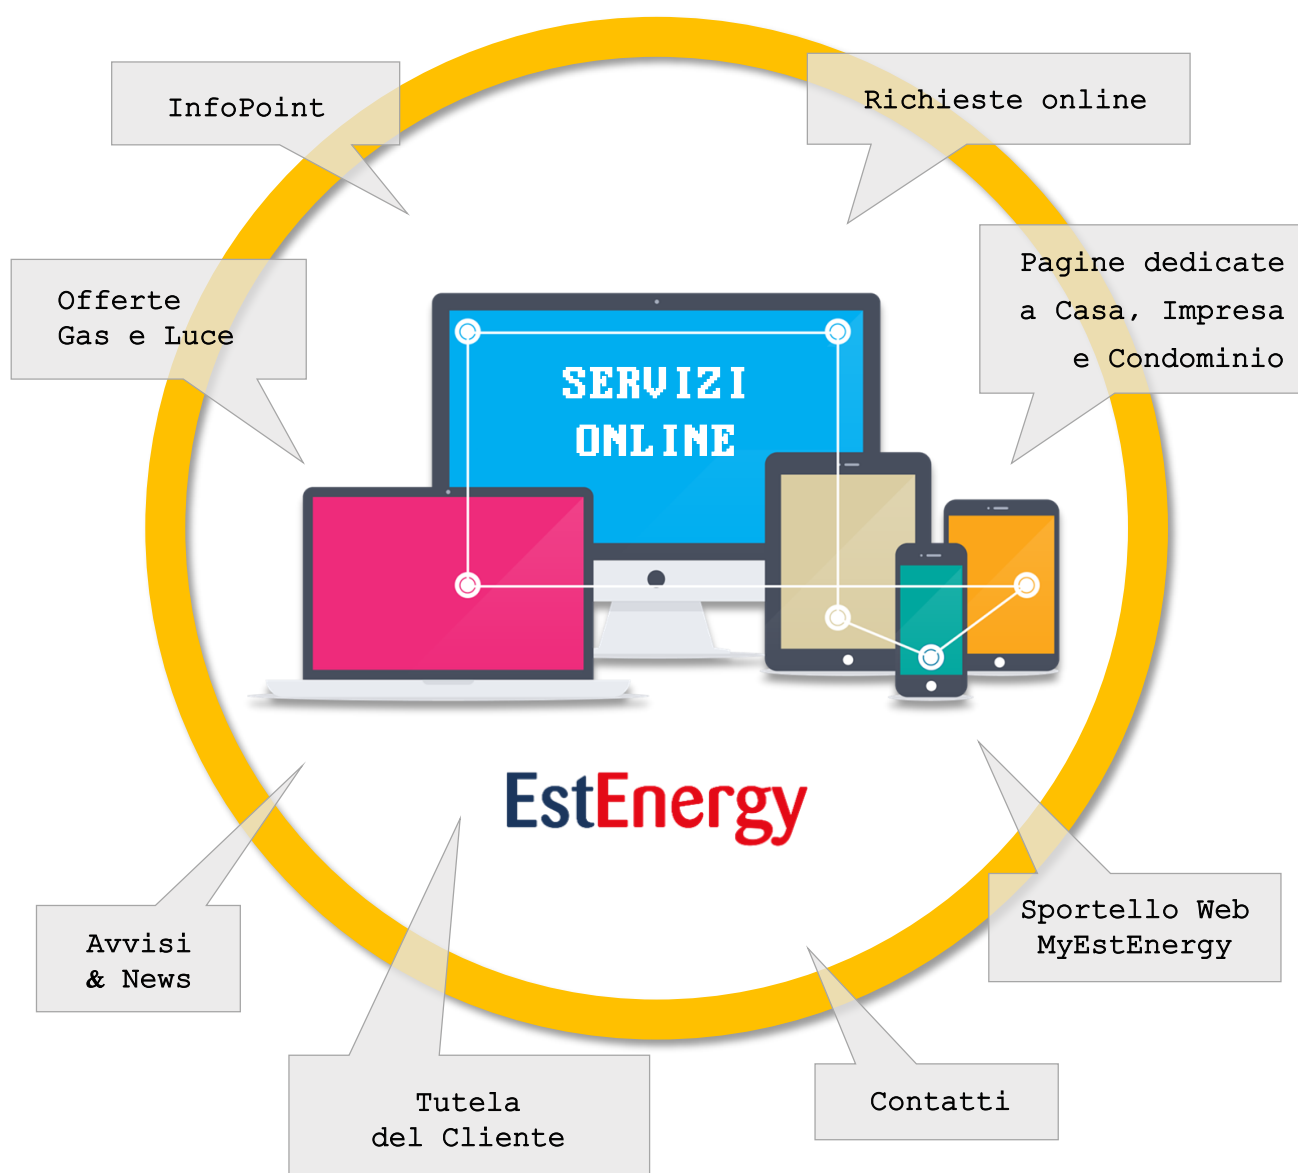 InfoPoint
Richieste online
Offerte
Gas e Luce
Pagine dedicate
a Casa, Impresa
e Condominio
SERVIZI
ONLINE
EstEnergy
Avvisi
& News
Sportello Web
MyEstEnergy
Tutela
del Cliente
Contatti